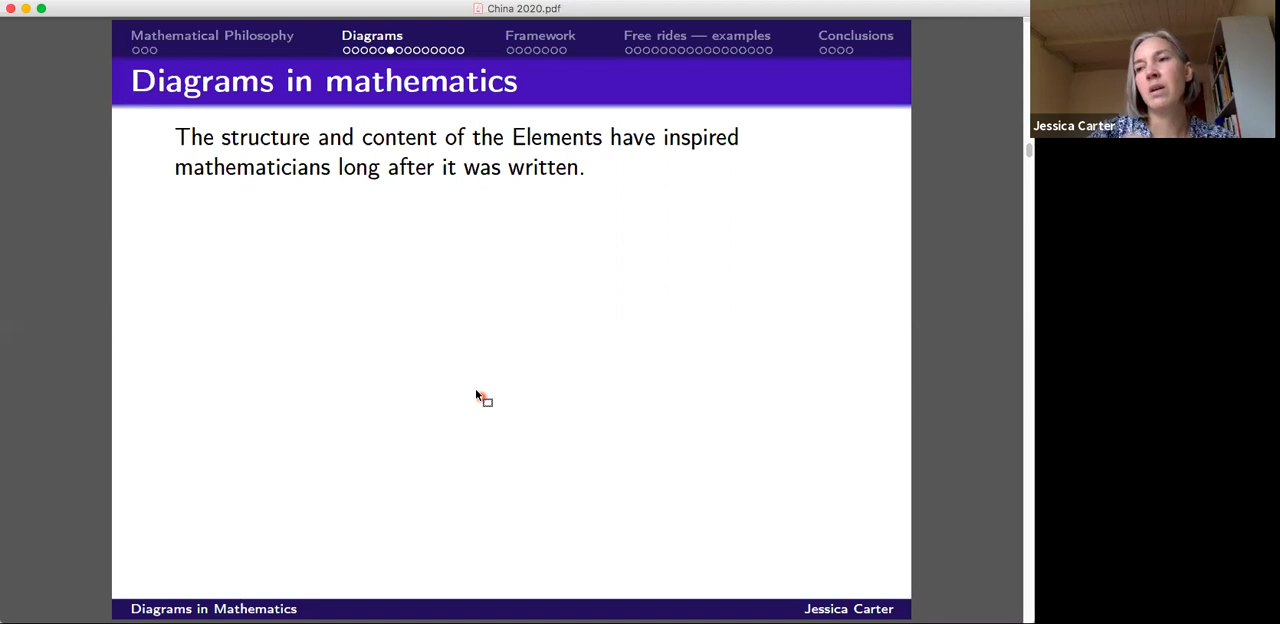 China 2020.pdf
Mathematical Philosophy Diagrams Framework Free rides — examples Conclusions
Diagrams in mathematics
The structure and content of the Elements have inspired
mathematicians long after it was written.
Diagrams in Mathematics Jessica Carter
Jessica Carter